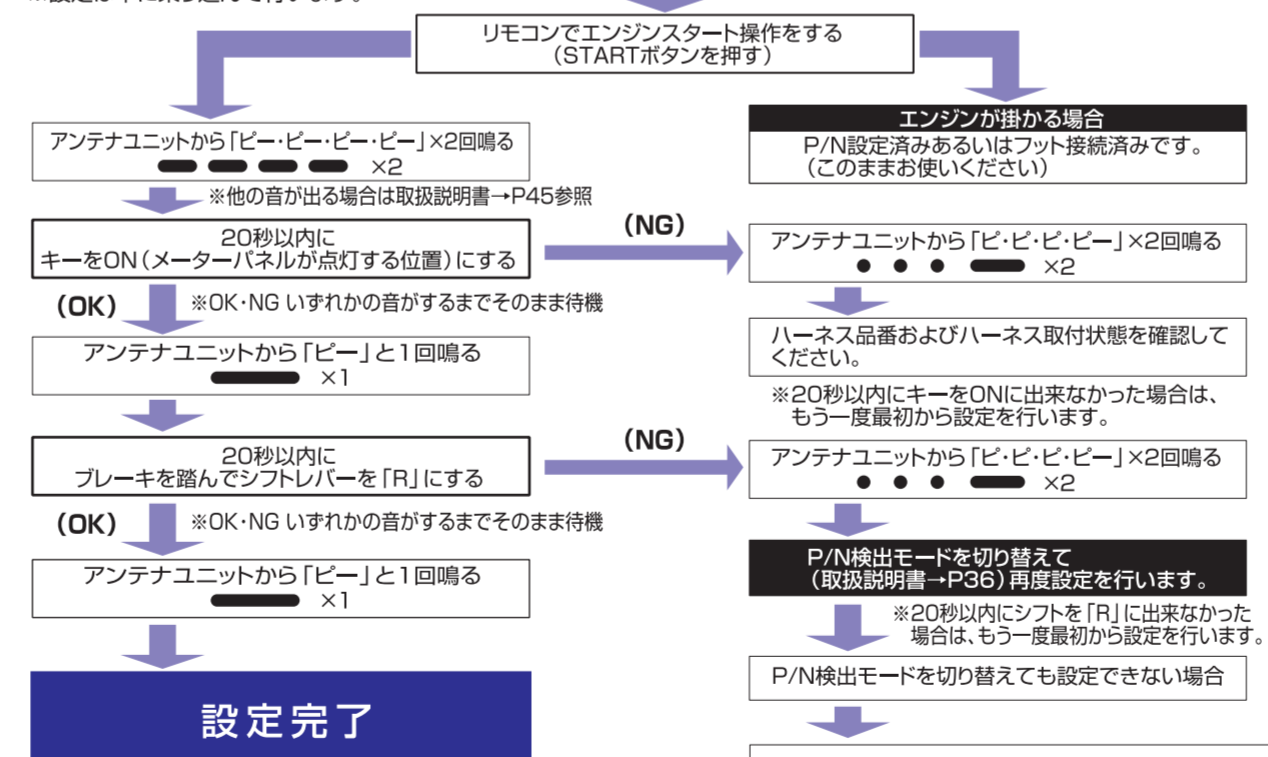 ※設定は車に乗り込んで行います。
リモコンでエンジンスタート操作をする
(STARTボタンを押す)
アンテナユニットから「ピー・ピー・ピー・ピー」×2回鳴る
×2
※他の音が出る場合は取扱説明書→P45参照
エンジンが掛かる場合
P/N設定済みあるいはフット接続済みです。
(このままお使いください)
20秒以内に
キーをON(メーターパネルが点灯する位置)にする
(NG)
アンテナユニットから「ピ・ピ・ピ・ピー」×2回鳴る
×2
(OK)
※OK・NG いずれかの音がするまでそのまま待機
アンテナユニットから「ピー」と1回鳴る
×1
ハーネス品番およびハーネス取付状態を確認して
ください。
※20秒以内にキーをONに出来なかった場合は、
もう一度最初から設定を行います。
20秒以内に
ブレーキを踏んでシフトレバーを「R」にする
(NG)
アンテナユニットから「ピ・ピ・ピ・ピー」×2回鳴る
×2
(OK)
※OK・NG いずれかの音がするまでそのまま待機
アンテナユニットから「ピー」と1回鳴る
×1
P/N検出モードを切り替えて
(取扱説明書→P36)再度設定を行います。
※20秒以内にシフトを「R」に出来なかった
場合は、もう一度最初から設定を行います。
P/N検出モードを切り替えても設定できない場合
設定完了